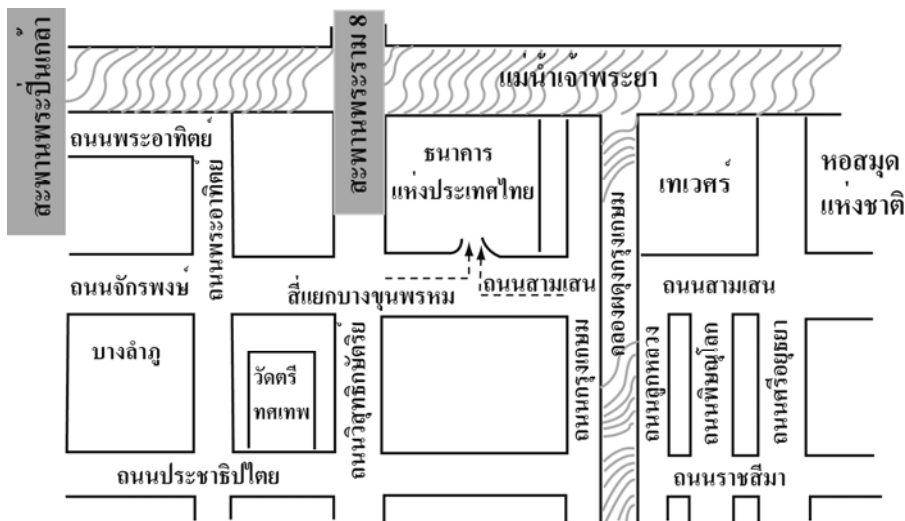 สะพานพระปิ่นเกล้า
สะพานพระราม 8
แม่น้ำเจ้าพระยา
ถนนพระอาทิตย์
ถนนพระอาทิตย์
ธนาคาร
แห่งประเทศไทย
คลองผดุงกรุงเกษม
เทเวศร์
หอสมุด
แห่งชาติ
ถนนจักรพงษ์
สี่แยกบางขุนพรหม
ถนนสามเสน
ถนนสามเสน
บางลำภู
วัดตรี
ทศเทพ
ถนนวิสุทธิกษัตริย์
ถนนกรุงเกษม
ถนนลูกหลวง
ถนนพิษณุโลก
ถนนศรีอยุธยา
ถนนประชาธิปไตย
ถนนราชสีมา